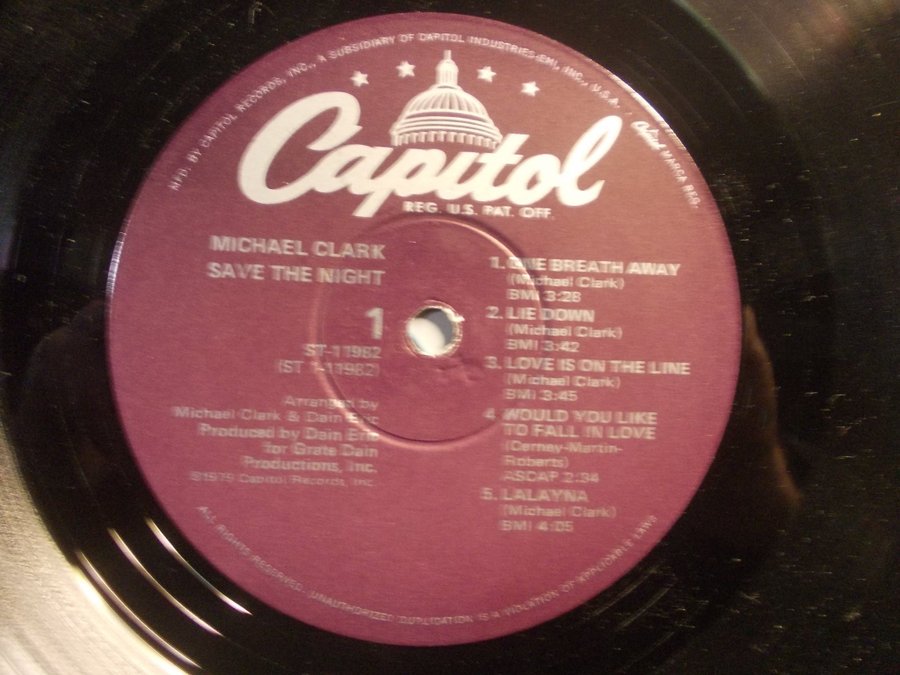 MFD. BY CAPITOL RECORDS, INC., A SUBSIDIARY OF CAPITOL INDUSTRIES-EMI, INC., U.S.A.
Capitol MARCA REG.
Capitol
REG. U.S. PAT. OFF.
MICHAEL CLARK
SAVE THE NIGHT
1
ST-11982
(ST 1-11982)
Arranged by
Michael Clark & Dain Eric
Produced by Dain Eric
for Grate Dain
Productions, Inc.
℗1979 Capitol Records, Inc.
1. ONE BREATH AWAY
(Michael Clark)
BMI 3:28
2. LIE DOWN
(Michael Clark)
BMI 3:42
3. LOVE IS ON THE LINE
(Michael Clark)
BMI 3:45
4. WOULD YOU LIKE
TO FALL IN LOVE
(Cerney-Martin-
Roberts)
ASCAP 2:34
5. LALAYNA
(Michael Clark)
BMI 4:05
ALL RIGHTS RESERVED. UNAUTHORIZED DUPLICATION IS A VIOLATION OF APPLICABLE LAWS